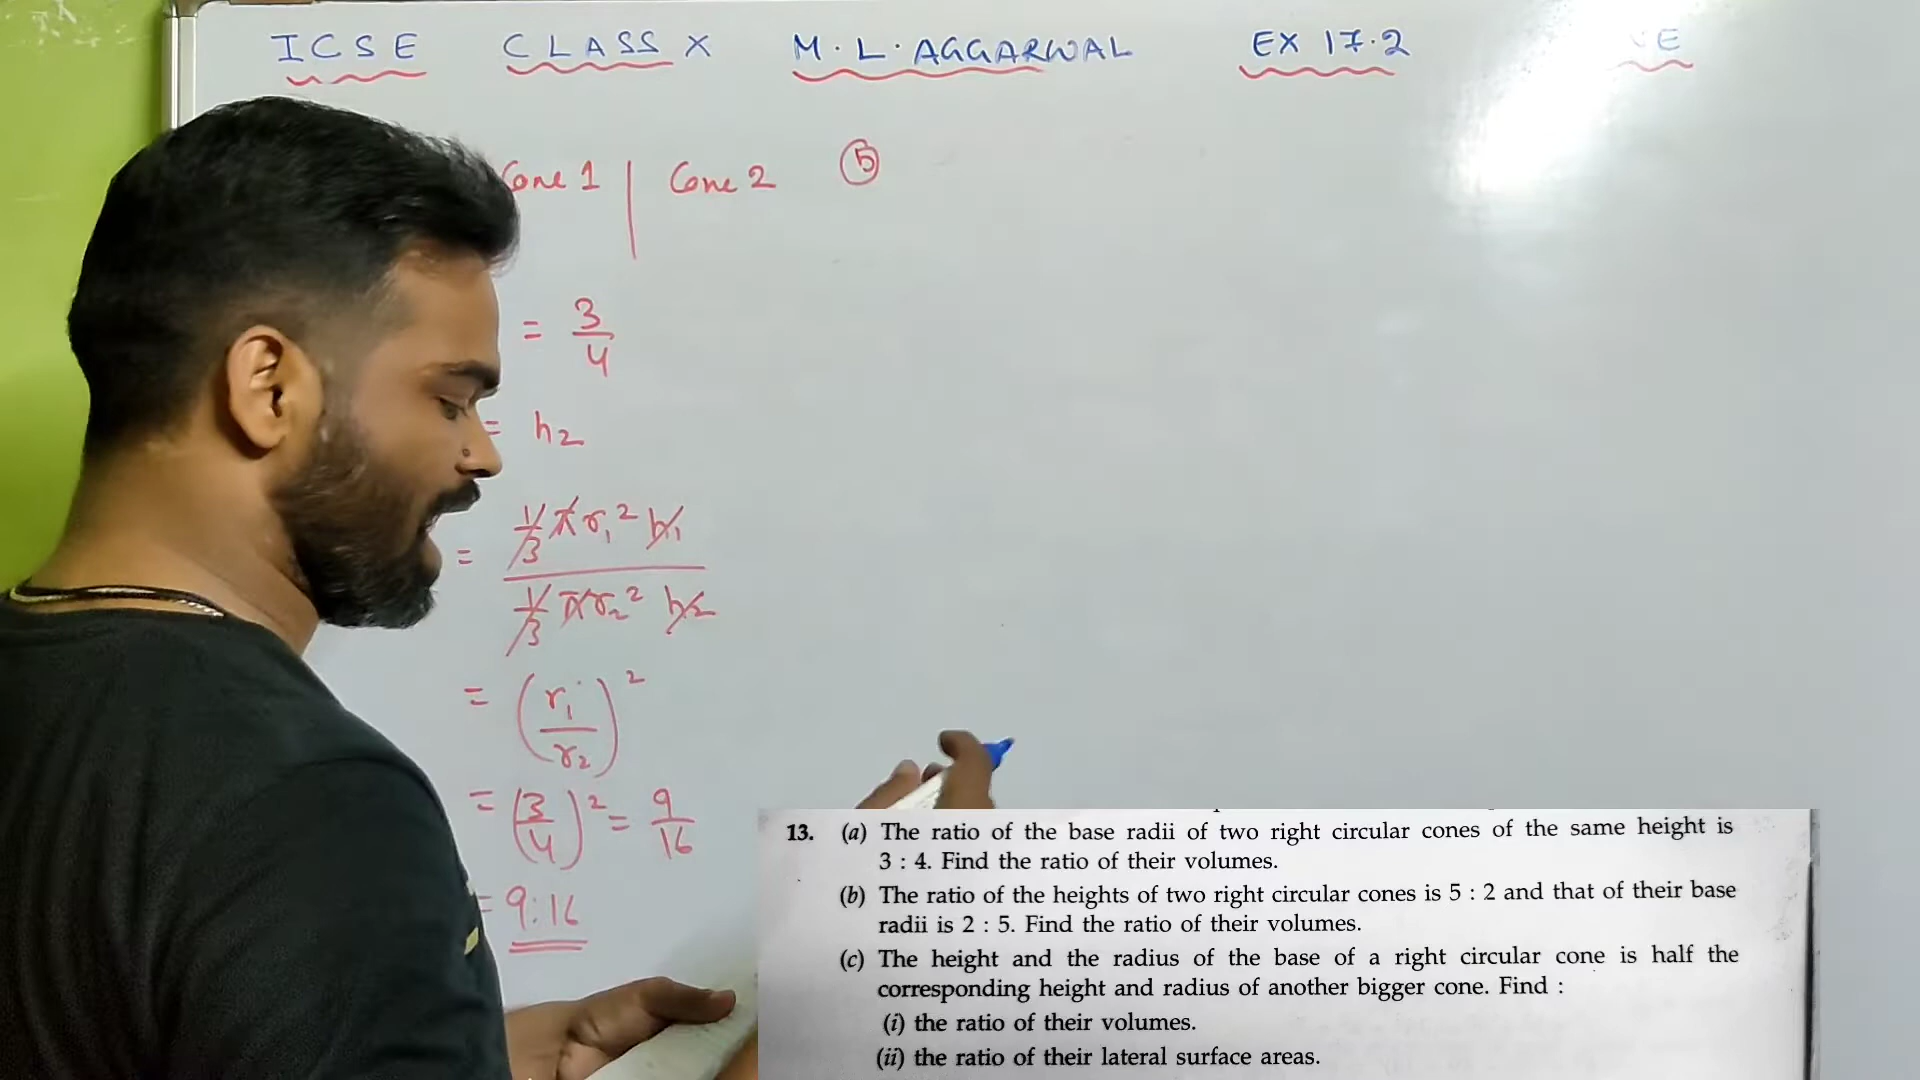 ICSE CLASS X M.L. AGGARWAL EX 17.2
Cone 1 | Cone 2
= 3/4
= h₂
= 1/3 π r₁² h₁
1/3 π r₂² h₂
= (r₁/r₂)²
= (3/4)² = 9/16
= 9:16
(b)
13. (a) The ratio of the base radii of two right circular cones of the same height is
3 : 4. Find the ratio of their volumes.
(b) The ratio of the heights of two right circular cones is 5 : 2 and that of their base
radii is 2 : 5. Find the ratio of their volumes.
(c) The height and the radius of the base of a right circular cone is half the
corresponding height and radius of another bigger cone. Find :
(i) the ratio of their volumes.
(ii) the ratio of their lateral surface areas.